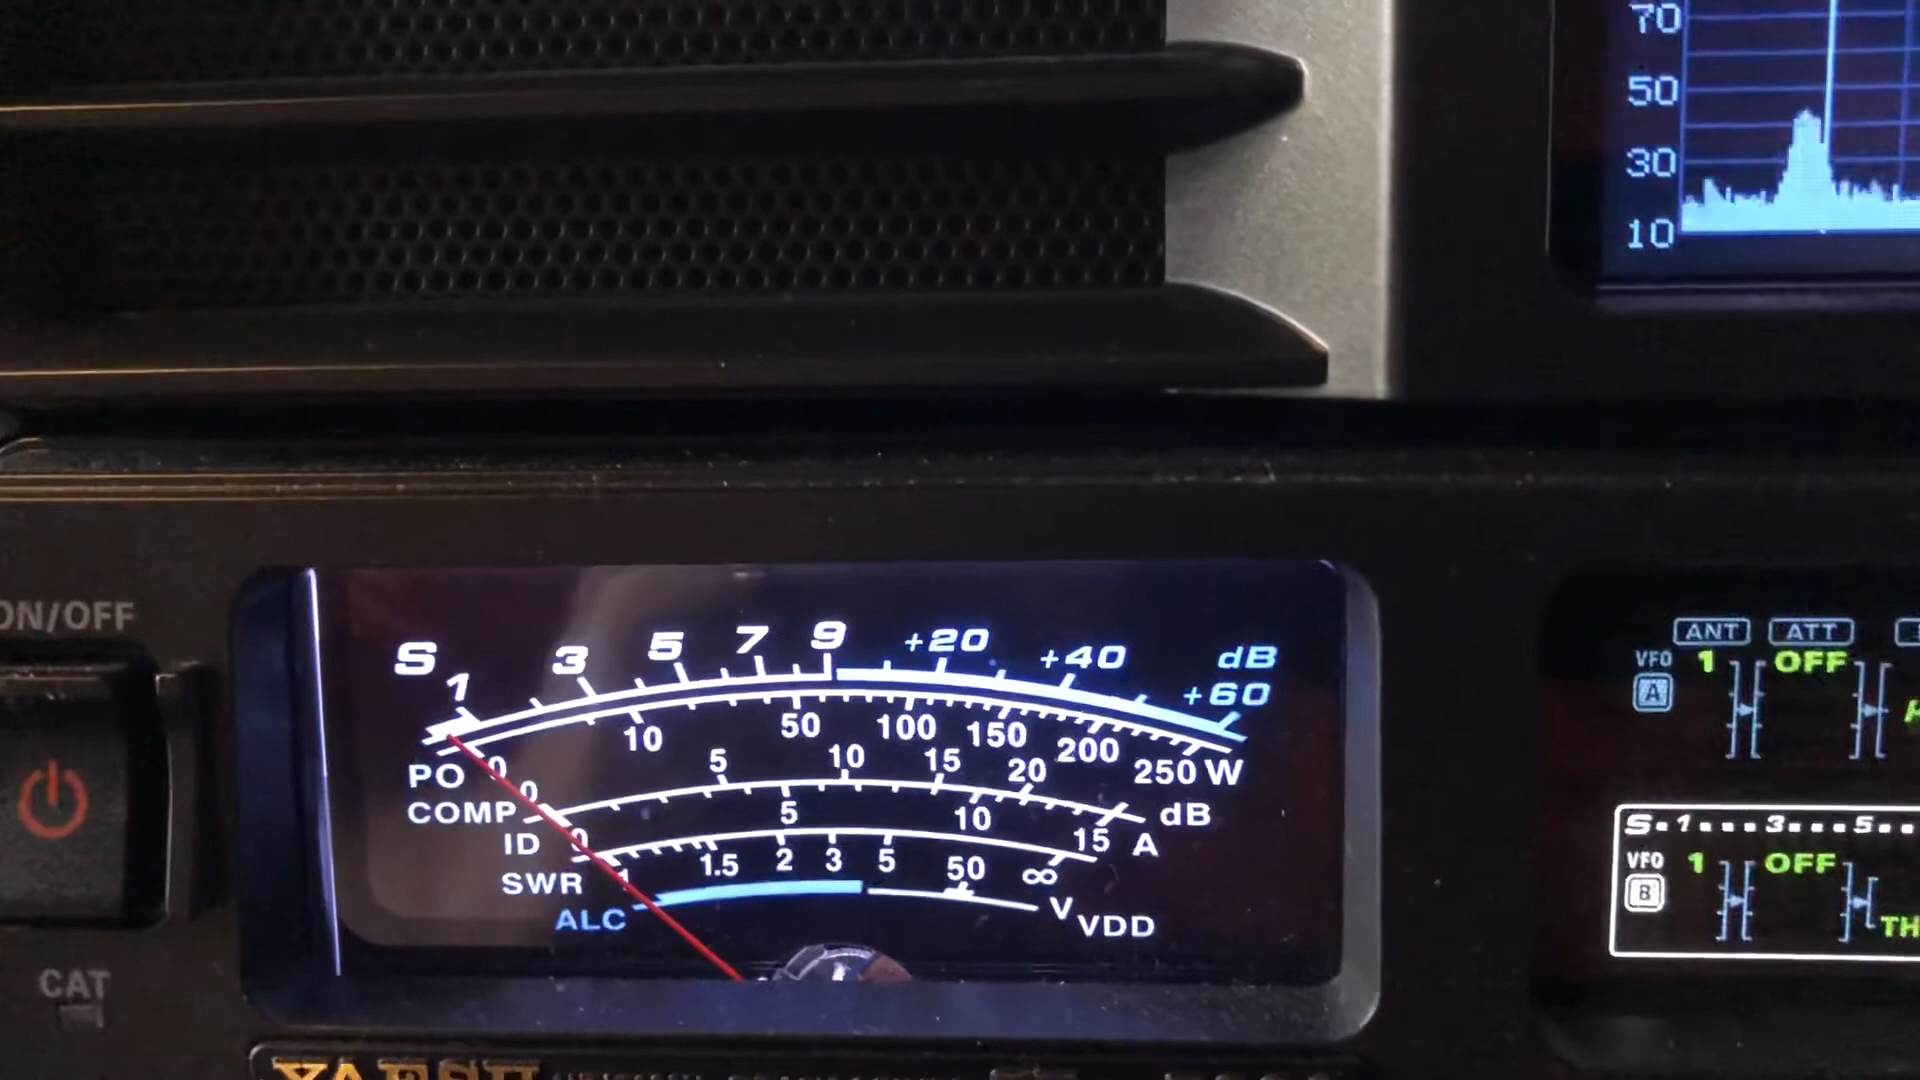 70
50
30
10
ON/OFF
CAT
S 1 3 5 7 9 +20 +40 +60 dB
PO 0 10 50 100 150 200 250 W
COMP 0 5 10 15 20 dB
ID 0 5 10 15 A
SWR 1 1.5 2 3 5 50 ∞
ALC V VDD
YAESU
ANT ATT
VFO A 1 OFF
S 1 3 5
VFO B 1 OFF
TH